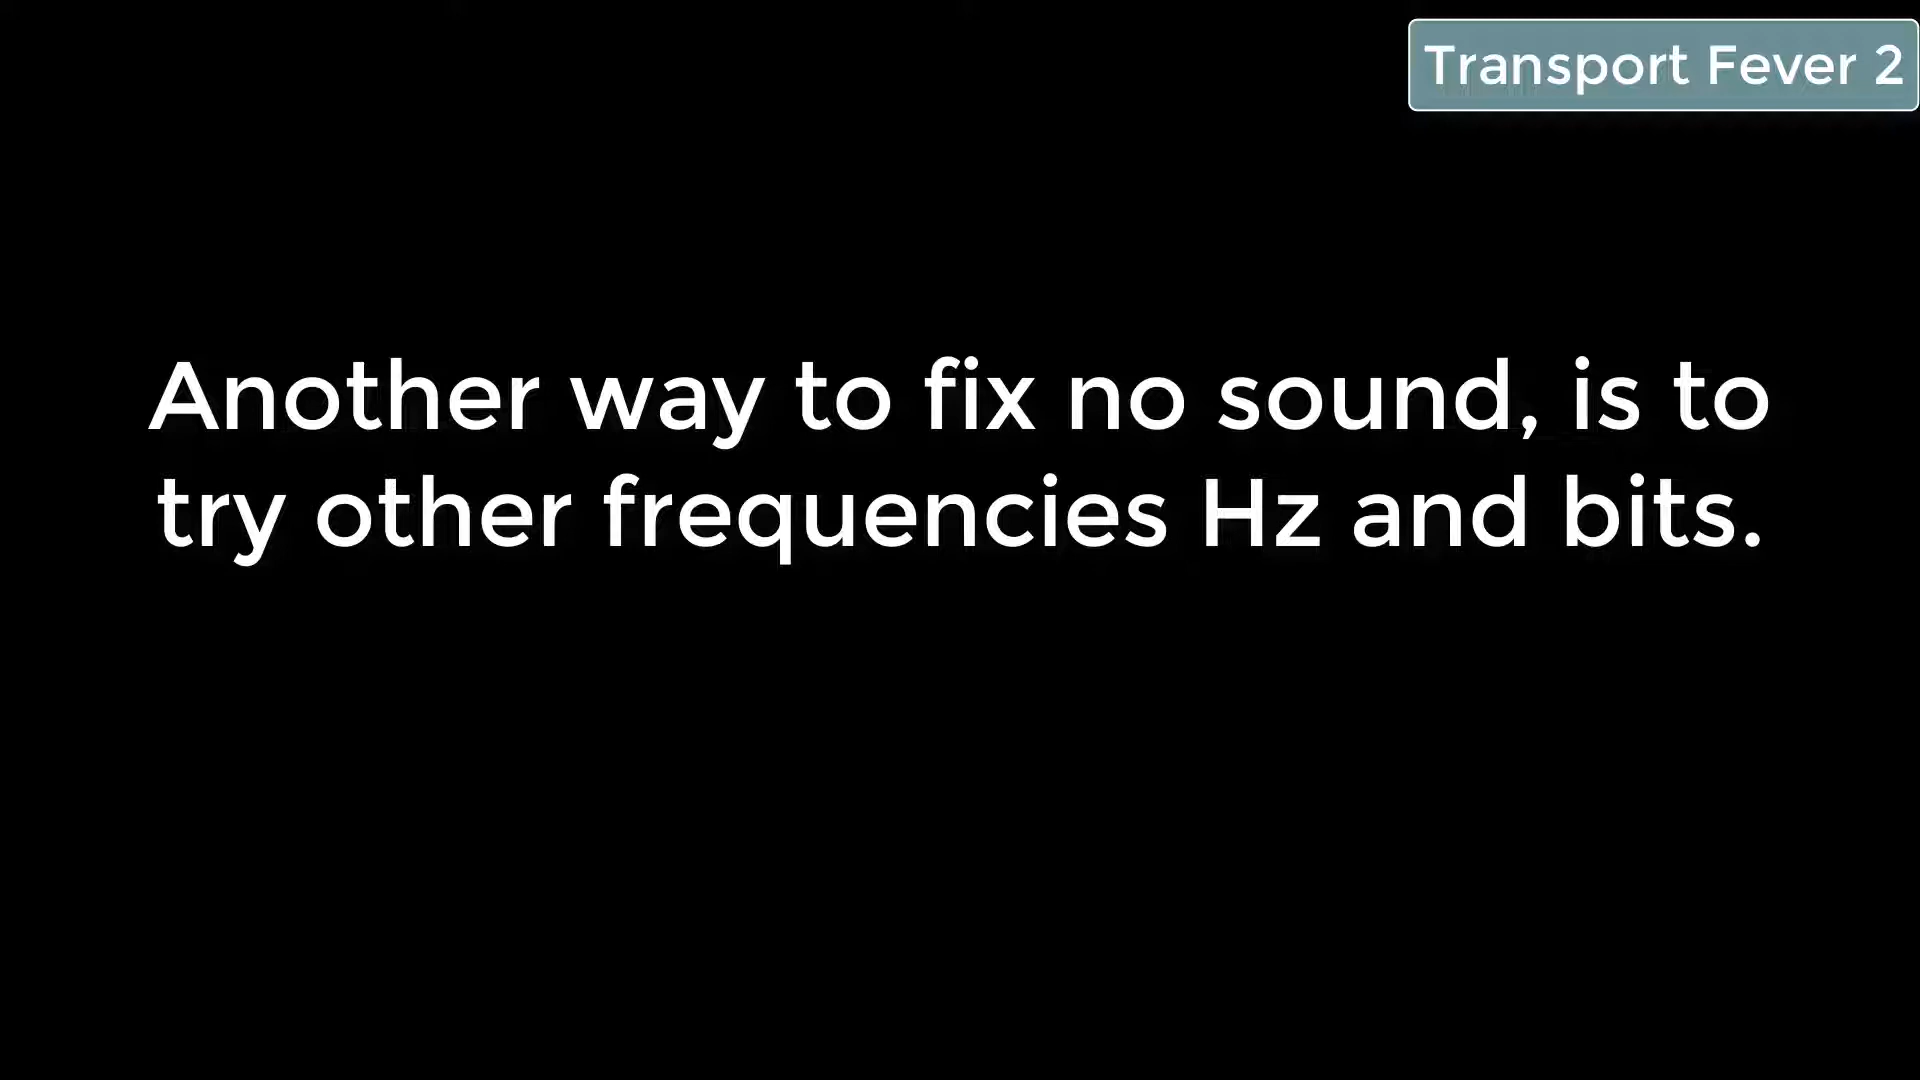 Transport Fever 2
Another way to fix no sound, is to
try other frequencies Hz and bits.